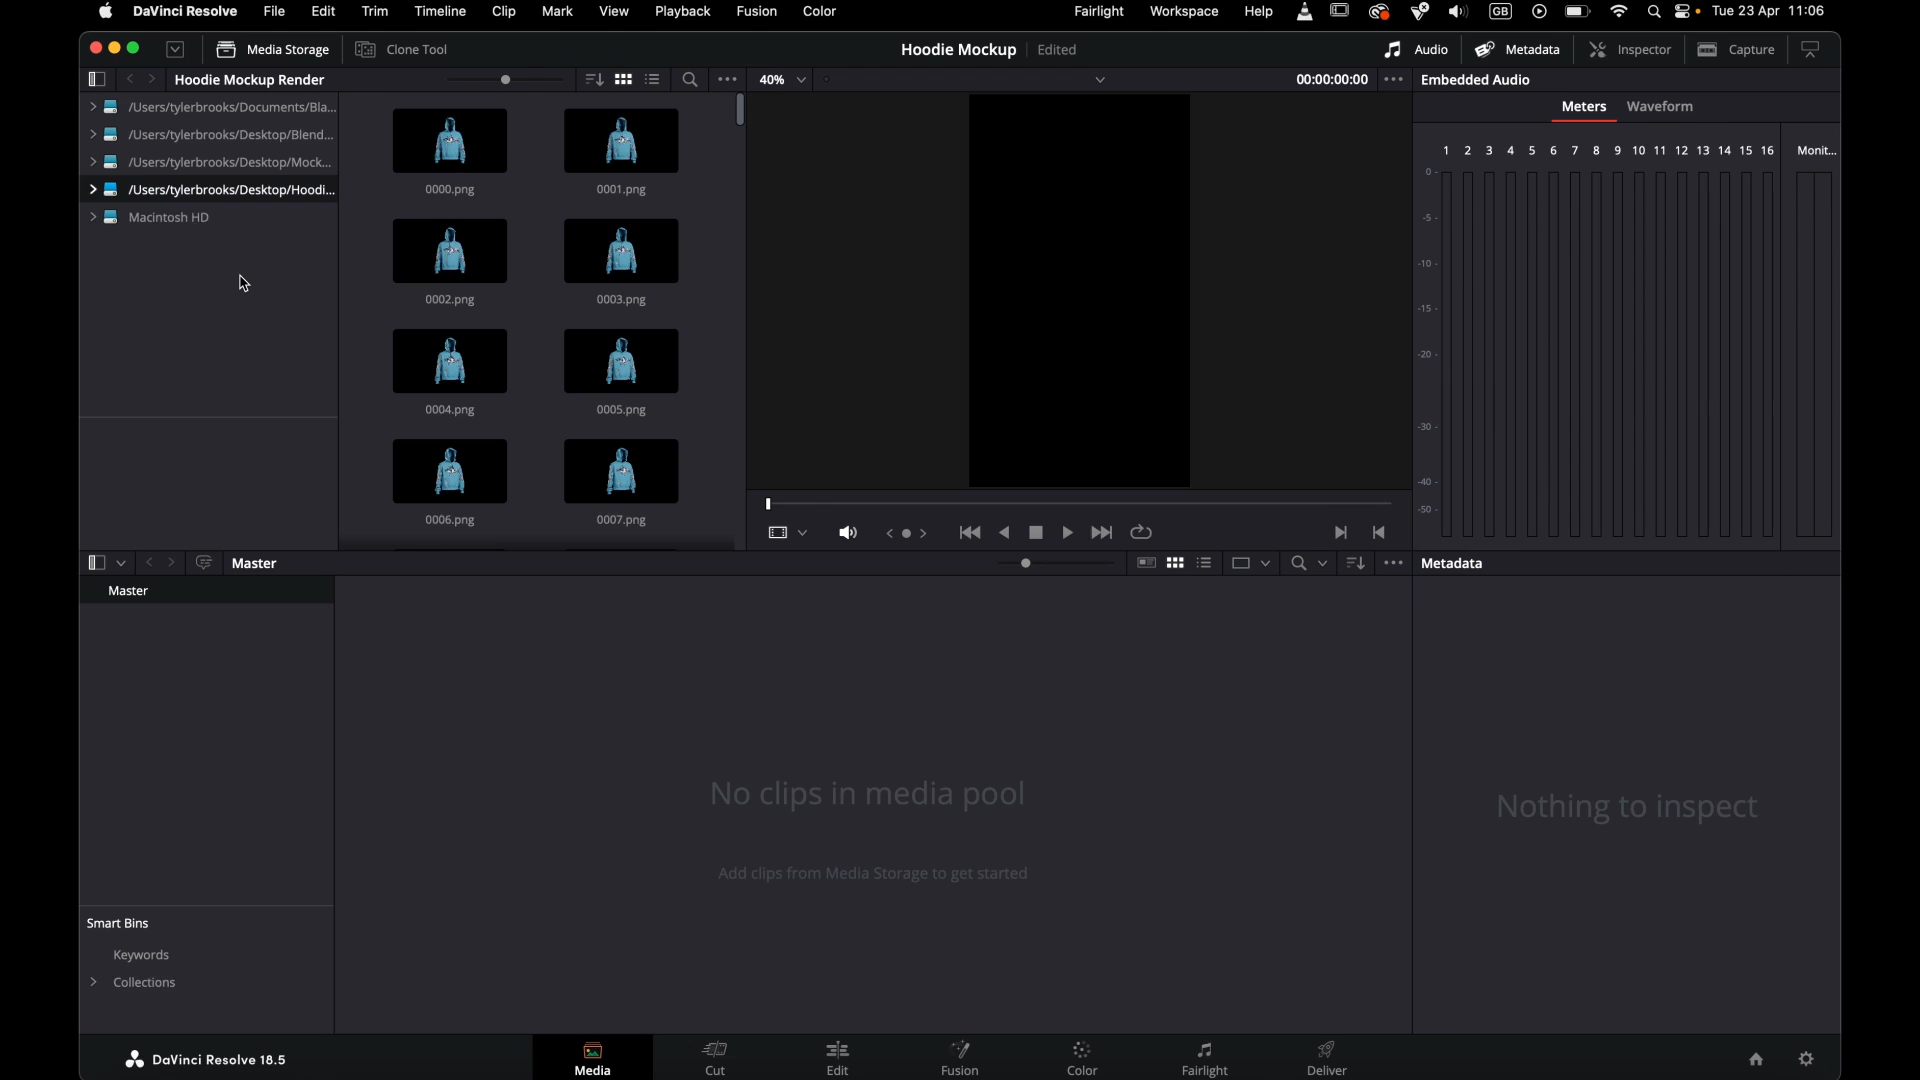 DaVinci Resolve File Edit Trim Timeline Clip Mark View Playback Fusion Color Fairlight Workspace Help GB Tue 23 Apr 11:06
Media Storage Clone Tool Hoodie Mockup Edited Audio Metadata Inspector Capture
Hoodie Mockup Render 40% 00:00:00:00 Embedded Audio
/Users/tylerbrooks/Documents/Bla...
/Users/tylerbrooks/Desktop/Blend...
/Users/tylerbrooks/Desktop/Mock...
/Users/tylerbrooks/Desktop/Hoodi...
Macintosh HD
0000.png 0001.png
0002.png 0003.png
0004.png 0005.png
0006.png 0007.png
Meters Waveform
1 2 3 4 5 6 7 8 9 10 11 12 13 14 15 16 Monit...
0 -
-5 -
-10 -
-15 -
-20 -
-30 -
-40 -
-50 -
Master Metadata
Master
No clips in media pool
Add clips from Media Storage to get started
Nothing to inspect
Smart Bins
Keywords
Collections
DaVinci Resolve 18.5 Media Cut Edit Fusion Color Fairlight Deliver